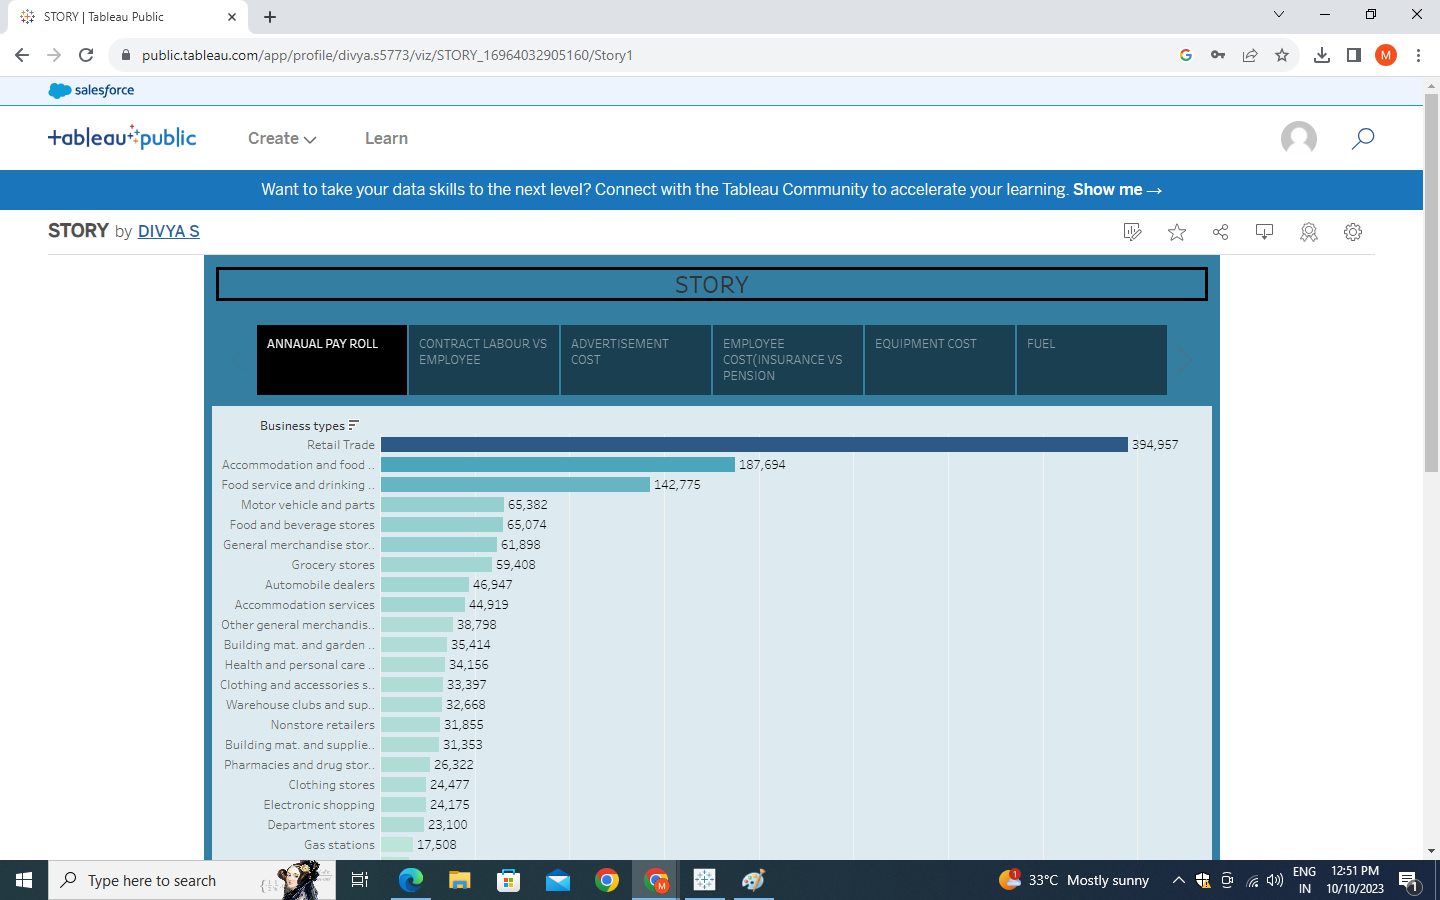 STORY | Tableau Public
public.tableau.com/app/profile/divya.s5773/viz/STORY_16964032905160/Story1
M
salesforce
+ableau public
Create
Learn
Want to take your data skills to the next level? Connect with the Tableau Community to accelerate your learning. Show me →
STORY by DIVYA S
STORY
ANNAUAL PAY ROLL
CONTRACT LABOUR VS
EMPLOYEE
ADVERTISEMENT
COST
EMPLOYEE
COST(INSURANCE VS
PENSION
EQUIPMENT COST
FUEL
Business types
Retail Trade 394,957
Accommodation and food .. 187,694
Food service and drinking .. 142,775
Motor vehicle and parts 65,382
Food and beverage stores 65,074
General merchandise stor.. 61,898
Grocery stores 59,408
Automobile dealers 46,947
Accommodation services 44,919
Other general merchandis.. 38,798
Building mat. and garden .. 35,414
Health and personal care .. 34,156
Clothing and accessories s.. 33,397
Warehouse clubs and sup.. 32,668
Nonstore retailers 31,855
Building mat. and supplie.. 31,353
Pharmacies and drug stor.. 26,322
Clothing stores 24,477
Electronic shopping 24,175
Department stores 23,100
Gas stations 17,508
Type here to search
M
1
33°C Mostly sunny
ENG
IN
12:51 PM
10/10/2023
1